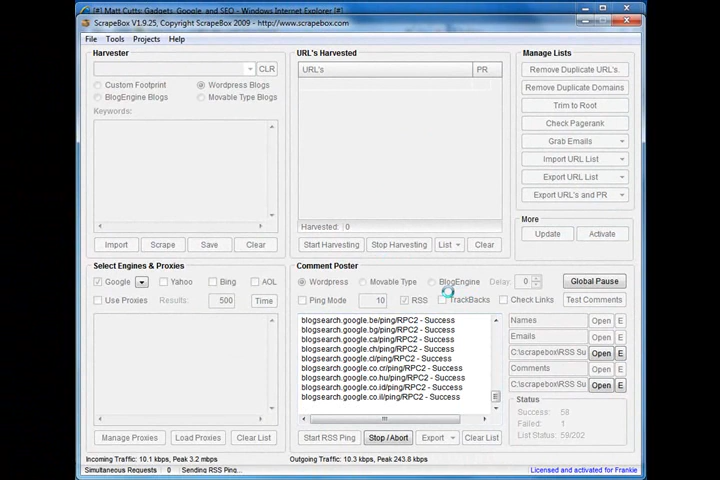 [#] Matt Cutts: Gadgets, Google, and SEO - Windows Internet Explorer [#]
ScrapeBox V1.9.25, Copyright ScrapeBox 2009 - http://www.scrapebox.com
File Tools Projects Help
Harvester
CLR
Custom Footprint Wordpress Blogs
BlogEngine Blogs Movable Type Blogs
Keywords:
Import Scrape Save Clear
URL's Harvested
URL's PR
Harvested: 0
Start Harvesting Stop Harvesting List Clear
Manage Lists
Remove Duplicate URL's.
Remove Duplicate Domains
Trim to Root
Check Pagerank
Grab Emails
Import URL List
Export URL List
Export URL's and PR
More
Update Activate
Select Engines & Proxies
Google Yahoo Bing AOL
Use Proxies Results: 500 Time
Manage Proxies Load Proxies Clear List
Comment Poster
Wordpress Movable Type BlogEngine Delay: 0 Global Pause
Ping Mode 10 RSS TrackBacks Check Links Test Comments
blogsearch.google.be/ping/RPC2 - Success
blogsearch.google.bg/ping/RPC2 - Success
blogsearch.google.ca/ping/RPC2 - Success
blogsearch.google.ch/ping/RPC2 - Success
blogsearch.google.cl/ping/RPC2 - Success
blogsearch.google.co.cr/ping/RPC2 - Success
blogsearch.google.co.hu/ping/RPC2 - Success
blogsearch.google.co.id/ping/RPC2 - Success
blogsearch.google.co.il/ping/RPC2 - Success
E
Names Open E
Emails Open E
C:\scrapebox\RSS Su Open E
Comments Open E
C:\scrapebox\RSS Su Open E
Status
Success: 58
Failed: 1
List Status: 59/202
Start RSS Ping Stop / Abort Export Clear List
Incoming Traffic: 10.1 kbps, Peak 3.2 mbps Outgoing Traffic: 10.3 kbps, Peak 243.8 kbps
Simultaneous Requests 0 Sending RSS Ping... Licensed and activated for Frankie